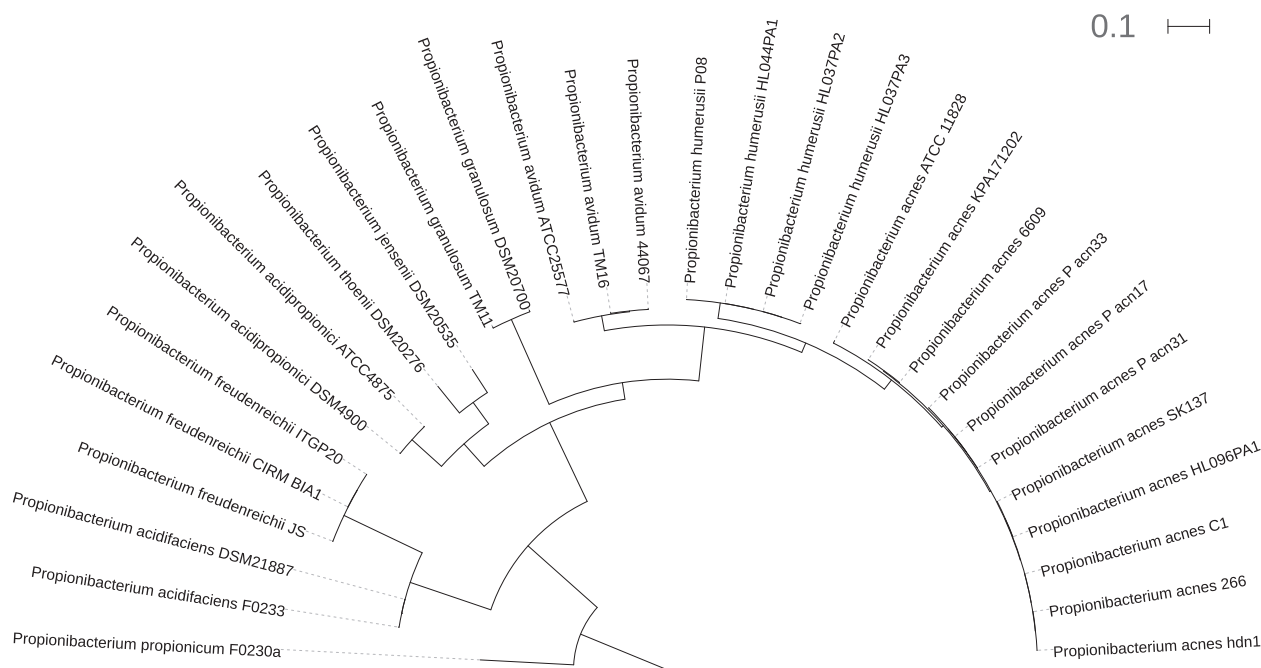 0.1
Propionibacterium propionicum F0230a
Propionibacterium acidifaciens F0233
Propionibacterium acidifaciens DSM21887
Propionibacterium freudenreichii JS
Propionibacterium freudenreichii CIRM BIA1
Propionibacterium freudenreichii ITGP20
Propionibacterium acidipropionici DSM4900
Propionibacterium acidipropionici ATCC4875
Propionibacterium thoenii DSM20276
Propionibacterium jensenii DSM20535
Propionibacterium granulosum TM11
Propionibacterium granulosum DSM20700
Propionibacterium avidum ATCC25577
Propionibacterium avidum TM16
Propionibacterium avidum 44067
Propionibacterium humerusii P08
Propionibacterium humerusii HL044PA1
Propionibacterium humerusii HL037PA2
Propionibacterium humerusii HL037PA3
Propionibacterium acnes ATCC 11828
Propionibacterium acnes KPA171202
Propionibacterium acnes 6609
Propionibacterium acnes P acn33
Propionibacterium acnes P acn17
Propionibacterium acnes P acn31
Propionibacterium acnes SK137
Propionibacterium acnes HL096PA1
Propionibacterium acnes C1
Propionibacterium acnes 266
Propionibacterium acnes hdn1